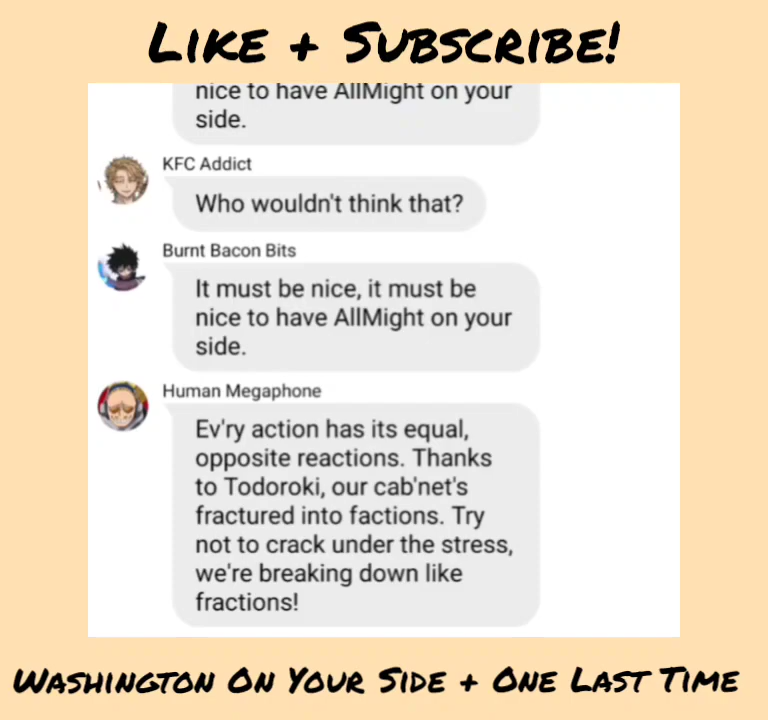 LIKE + SUBSCRIBE!
nice to have AllMight on your
side.
KFC Addict
Who wouldn't think that?
Burnt Bacon Bits
It must be nice, it must be
nice to have AllMight on your
side.
Human Megaphone
Ev'ry action has its equal,
opposite reactions. Thanks
to Todoroki, our cab'net's
fractured into factions. Try
not to crack under the stress,
we're breaking down like
fractions!
WASHINGTON ON YOUR SIDE + ONE LAST TIME